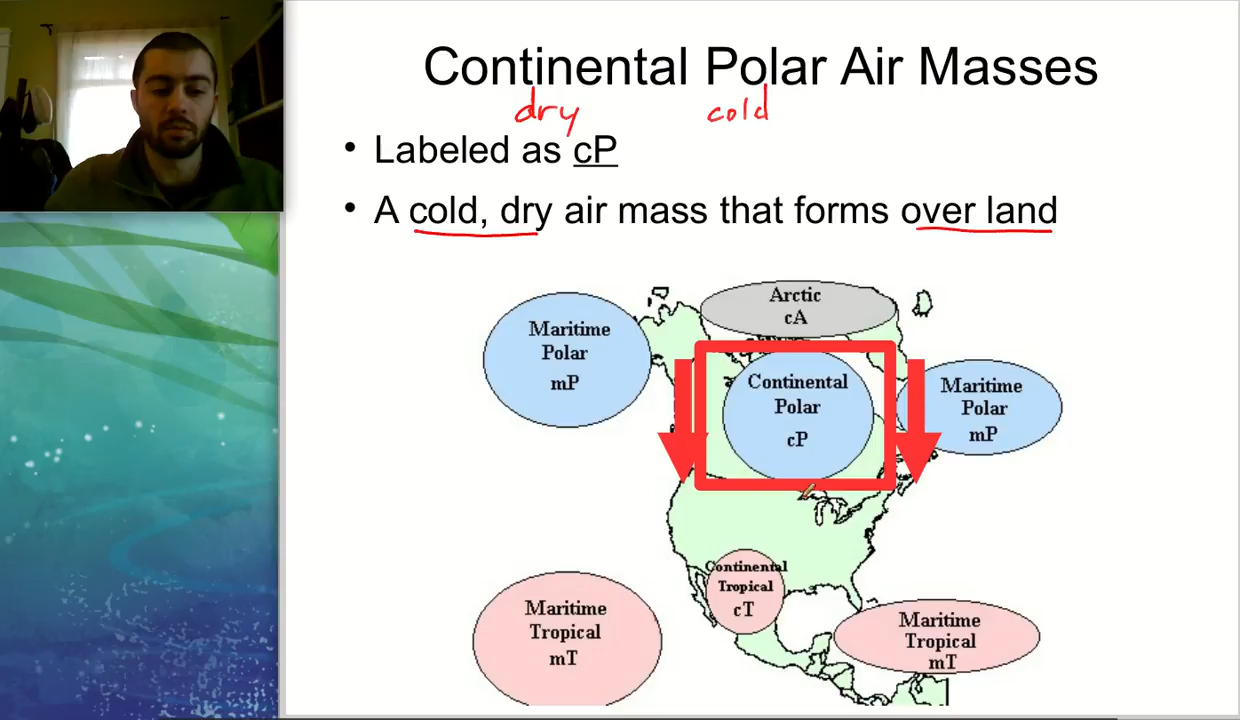 Continental Polar Air Masses
dry cold
• Labeled as cP
• A cold, dry air mass that forms over land
Arctic
cA
Maritime
Polar
mP
Continental
Polar
cP
Maritime
Polar
mP
Continental
Tropical
cT
Maritime
Tropical
mT
Maritime
Tropical
mT